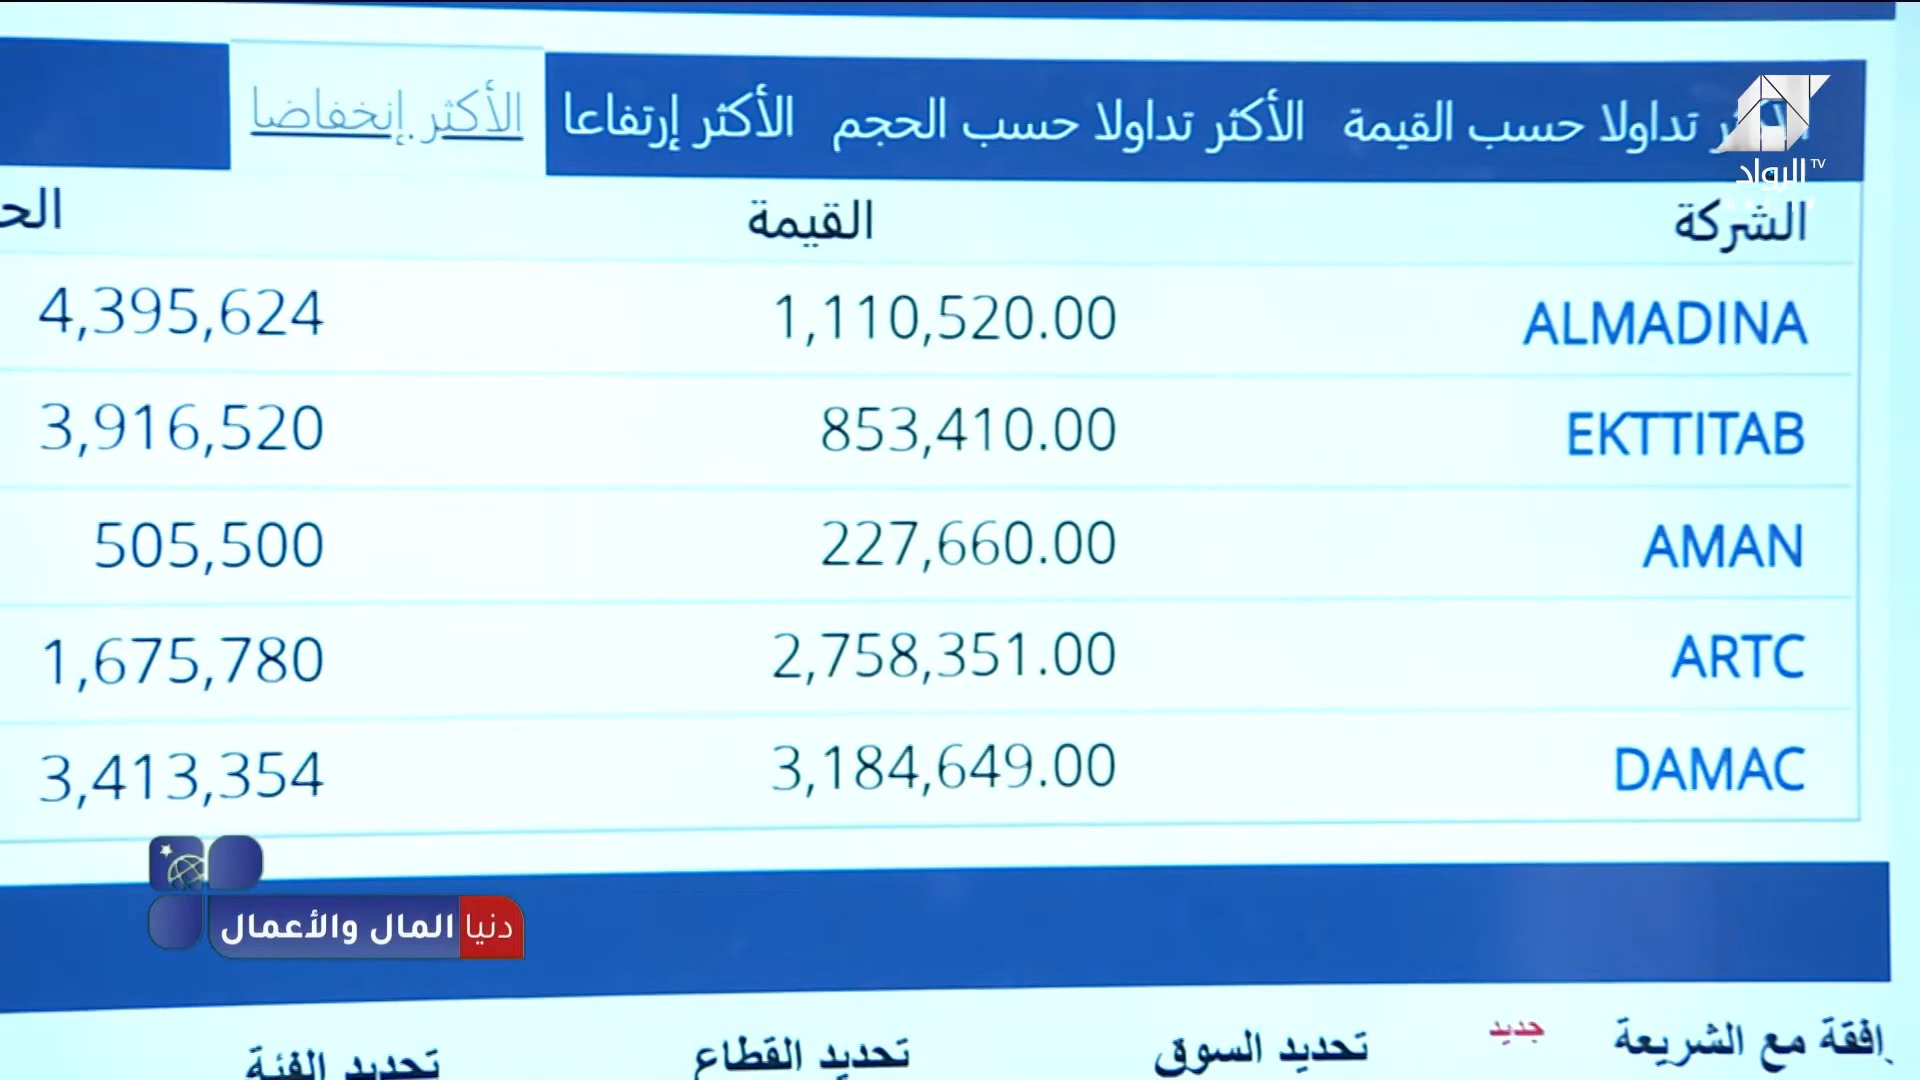 الأكثر تداولا حسب القيمة الأكثر تداولا حسب الحجم الأكثر إرتفاعا الأكثر إنخفاضا
الرواد TV
الشركة القيمة الحـ
ALMADINA 1,110,520.00 4,395,624
EKTTITAB 853,410.00 3,916,520
AMAN 227,660.00 505,500
ARTC 2,758,351.00 1,675,780
DAMAC 3,184,649.00 3,413,354
دنيا المال والأعمال
افقة مع الشريعة جديد تحديد السوق تحديد القطاع تحديد الفئة